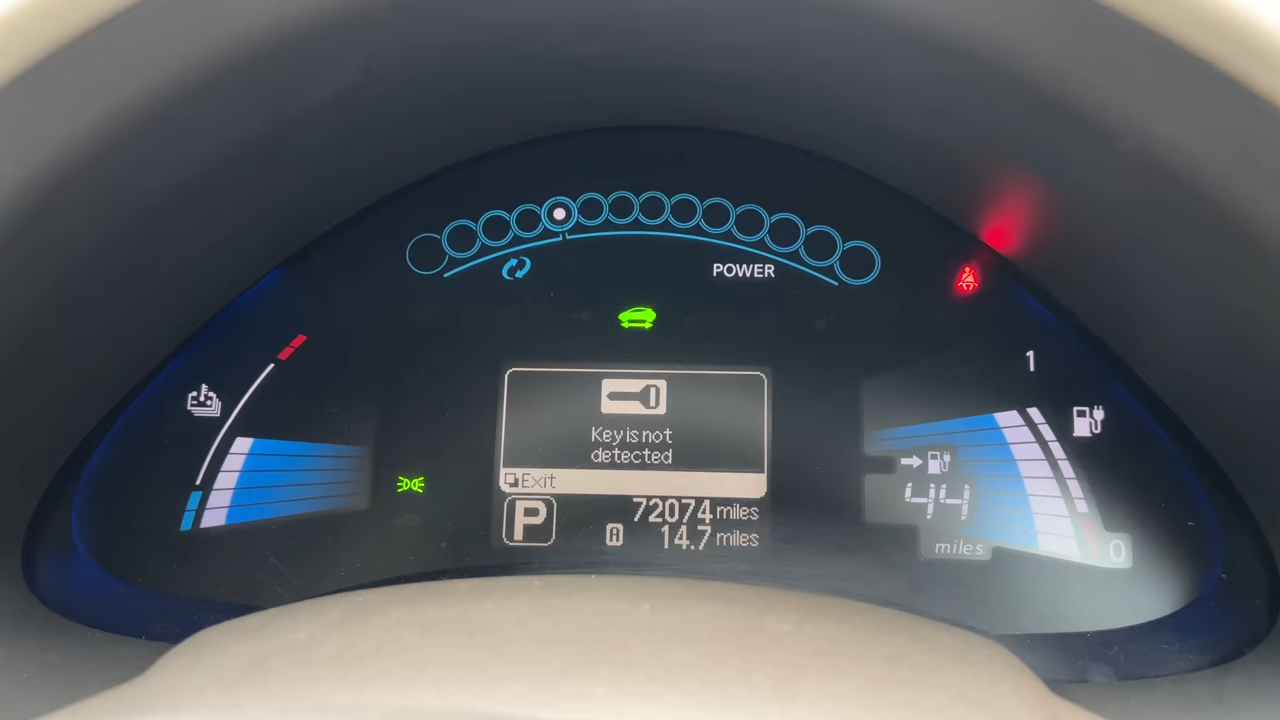 POWER
1
Key is not
detected
Exit
44
miles
0
P
72074 miles
A 14.7 miles